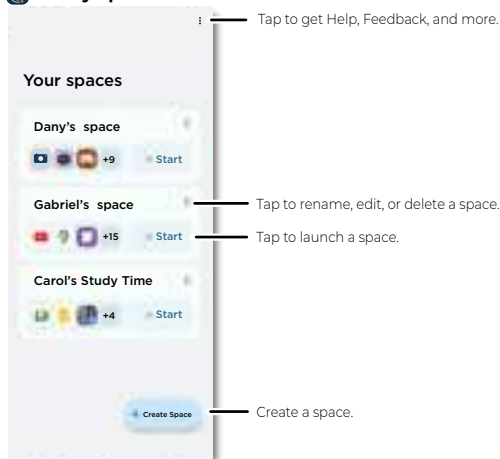 Tap to get Help, Feedback, and more.
Your spaces
Dany's space
+9 Start
Gabriel's space
Tap to rename, edit, or delete a space.
+15 Start
Tap to launch a space.
Carol's Study Time
+4 Start
+ Create Space
Create a space.